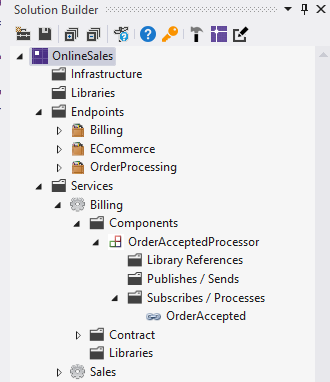 Solution Builder
OnlineSales
Infrastructure
Libraries
Endpoints
Billing
ECommerce
OrderProcessing
Services
Billing
Components
OrderAcceptedProcessor
Library References
Publishes / Sends
Subscribes / Processes
OrderAccepted
Contract
Libraries
Sales